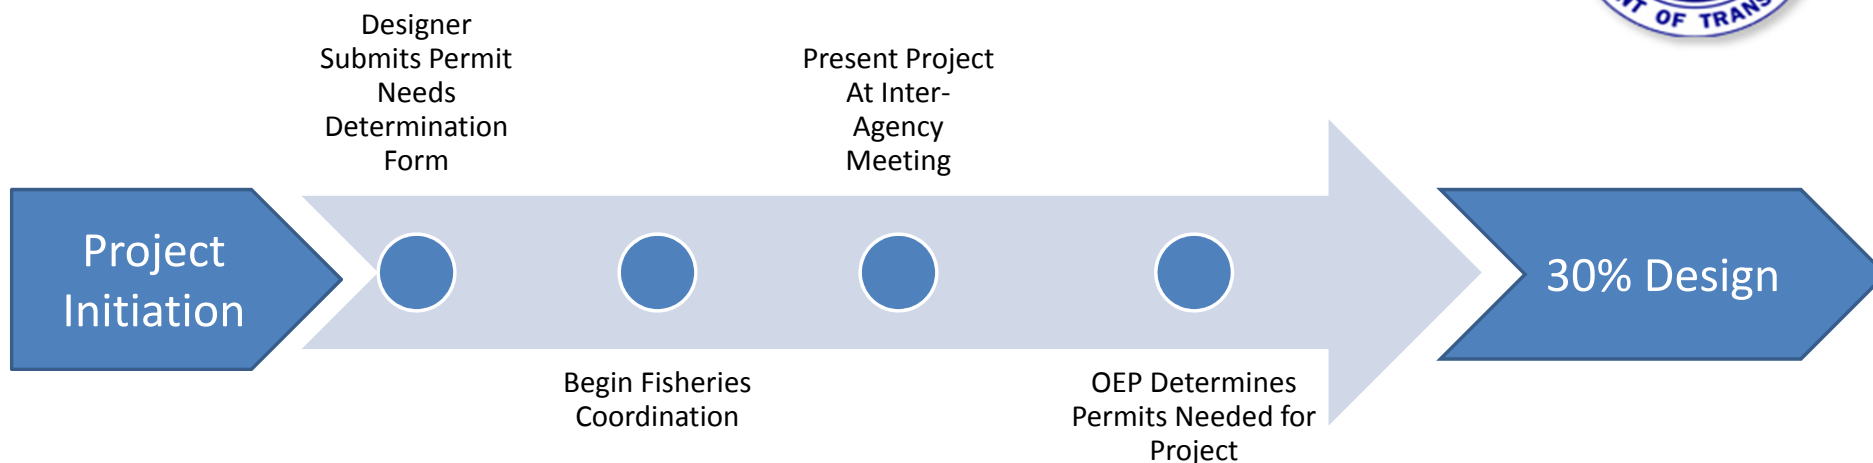 Designer
Submits Permit
Needs
Determination
Form
Present Project
At Inter-
Agency
Meeting
OF
Project
Initiation
30% Design
Begin Fisheries
Coordination
OEP Determines
Permits Needed for
Project